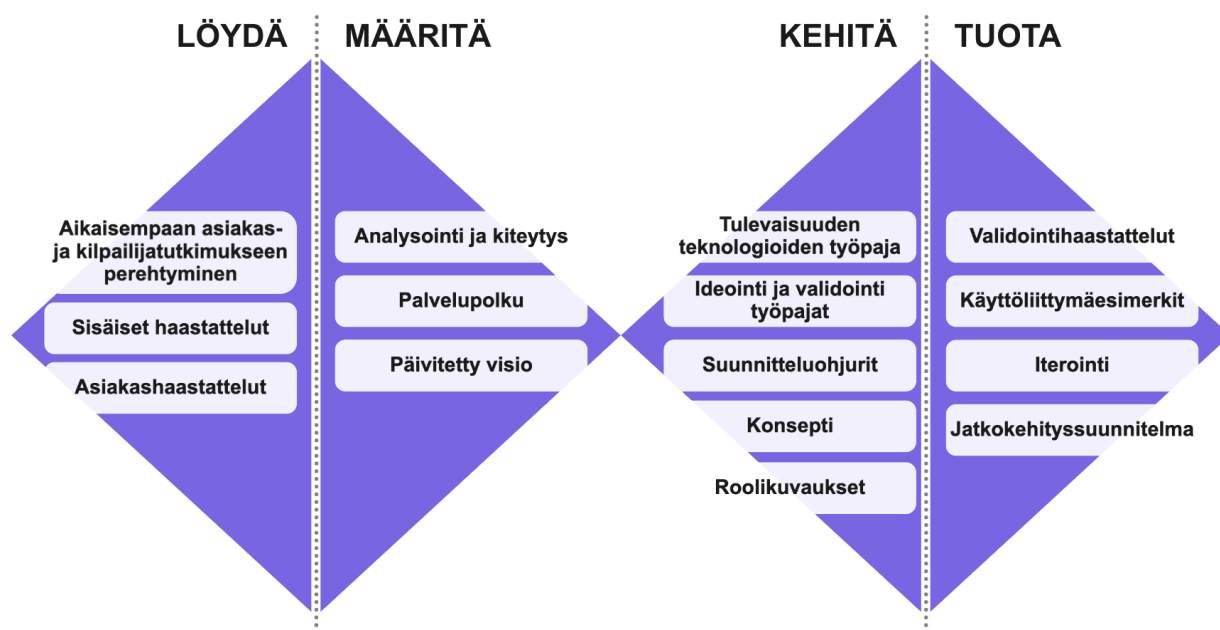 LÖYDÄ
MÄÄRITÄ
KEHITÄ
TUOTA
Aikaisempaan asiakas-
ja kilpailijatutkimukseen
perehtyminen
Sisäiset haastattelut
Asiakashaastattelut
Analysointi ja kiteytys
Palvelupolku
Päivitetty visio
Tulevaisuuden
teknologioiden työpaja
Ideointi ja validointi
työpajat
Suunnitteluohjurit
Konsepti
Roolikuvaukset
Validointihaastattelut
Käyttöliittymäesimerkit
Iterointi
Jatkokehityssuunnitelma